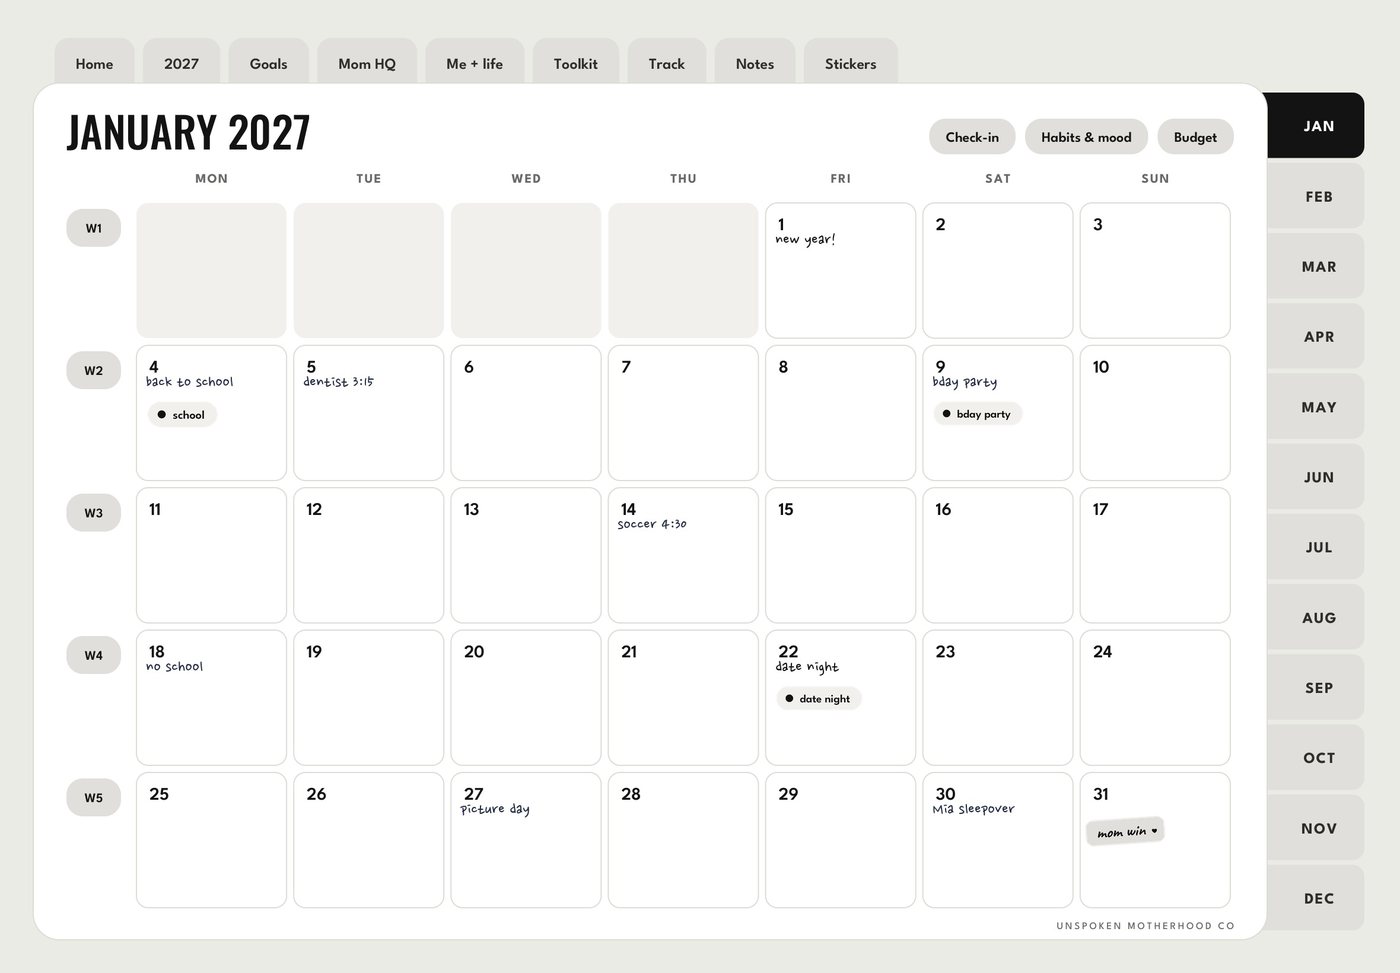 Home 2027 Goals Mom HQ Me + life Toolkit Track Notes Stickers
JANUARY 2027
Check-in Habits & mood Budget
MON TUE WED THU FRI SAT SUN
W1
1 2 3
new year!
W2
4 5 6 7 8 9 10
back to school dentist 3:15 bday party
school bday party
W3
11 12 13 14 15 16 17
soccer 4:30
W4
18 19 20 21 22 23 24
no school date night
date night
W5
25 26 27 28 29 30 31
picture day Mia sleepover
mom win ♥
UNSPOKEN MOTHERHOOD CO
JAN
FEB
MAR
APR
MAY
JUN
JUL
AUG
SEP
OCT
NOV
DEC